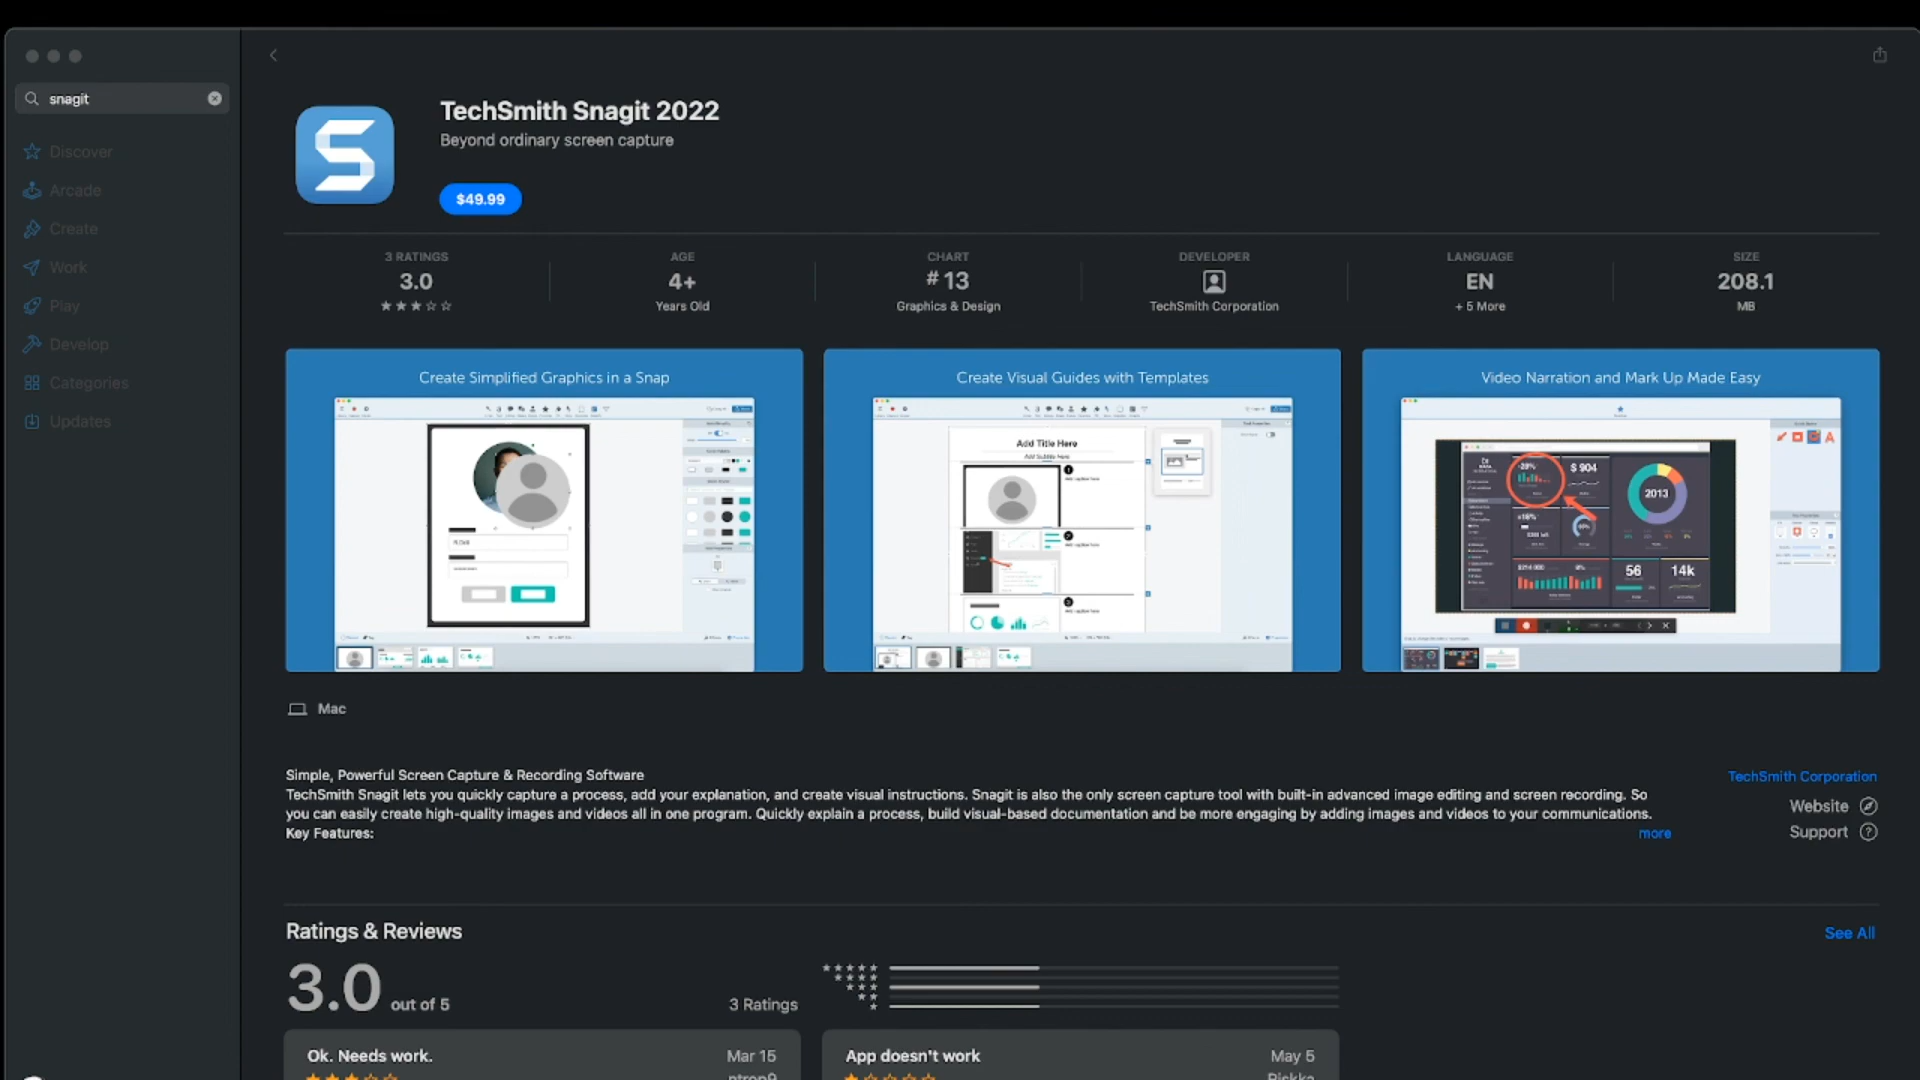 snagit
Discover
Arcade
Create
Work
Play
Develop
Categories
Updates
TechSmith Snagit 2022
Beyond ordinary screen capture
$49.99
3 RATINGS
3.0
AGE
4+
Years Old
CHART
#13
Graphics & Design
DEVELOPER
TechSmith Corporation
LANGUAGE
EN
+ 5 More
SIZE
208.1
MB
Create Simplified Graphics in a Snap
Create Visual Guides with Templates
Add Title Here
Add Subtitle Here
Video Narration and Mark Up Made Easy
$ 904
2013
56
14k
Mac
Simple, Powerful Screen Capture & Recording Software
TechSmith Snagit lets you quickly capture a process, add your explanation, and create visual instructions. Snagit is also the only screen capture tool with built-in advanced image editing and screen recording. So
you can easily create high-quality images and videos all in one program. Quickly explain a process, build visual-based documentation and be more engaging by adding images and videos to your communications.
Key Features:
more
TechSmith Corporation
Website
Support
Ratings & Reviews
See All
3.0 out of 5
3 Ratings
Ok. Needs work.
Mar 15
App doesn't work
May 5